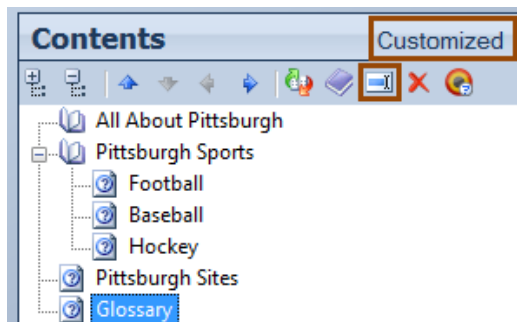 Contents Customized
All About Pittsburgh
Pittsburgh Sports
Football
Baseball
Hockey
Pittsburgh Sites
Glossary